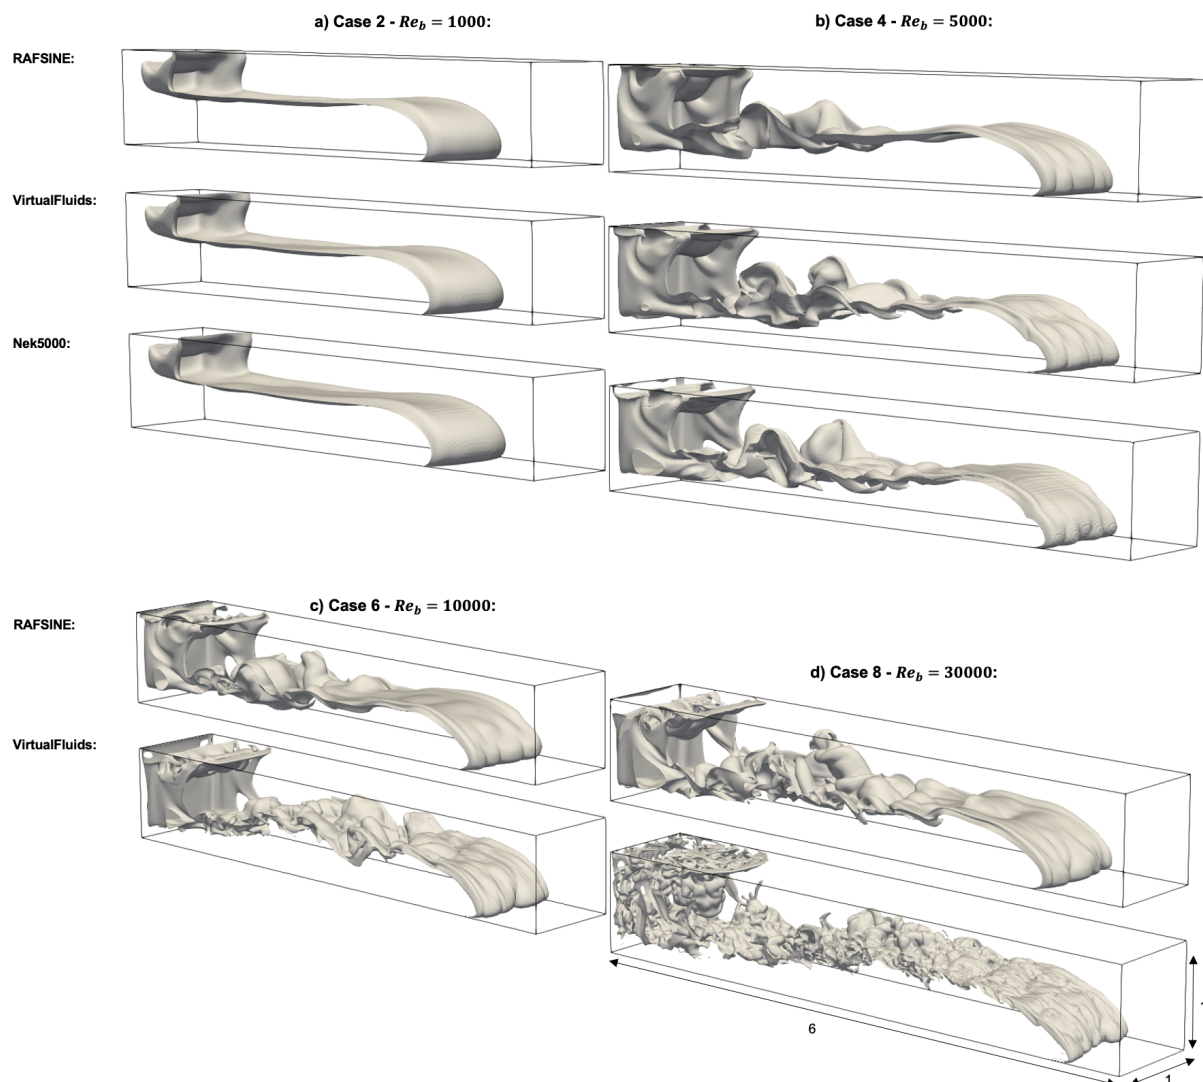 a) Case 2 - Re_b = 1000:
b) Case 4 - Re_b = 5000:
RAFSINE:
VirtualFluids:
Nek5000:
c) Case 6 - Re_b = 10000:
RAFSINE:
d) Case 8 - Re_b = 30000:
VirtualFluids:
6
1